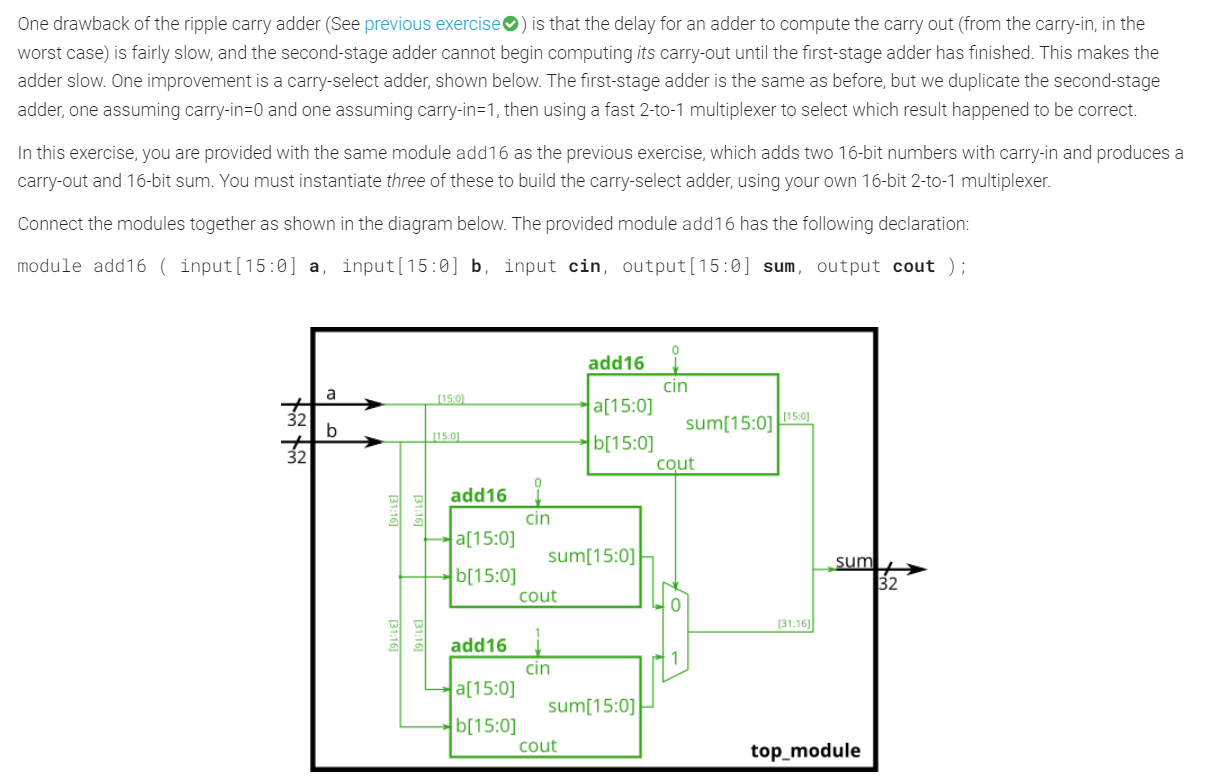 One drawback of the ripple carry adder (See previous exercise) is that the delay for an adder to compute the carry out (from the carry-in, in the
worst case) is fairly slow, and the second-stage adder cannot begin computing its carry-out until the first-stage adder has finished. This makes the
adder slow. One improvement is a carry-select adder, shown below. The first-stage adder is the same as before, but we duplicate the second-stage
adder, one assuming carry-in=0 and one assuming carry-in=1, then using a fast 2-to-1 multiplexer to select which result happened to be correct.
In this exercise, you are provided with the same module add16 as the previous exercise, which adds two 16-bit numbers with carry-in and produces a
carry-out and 16-bit sum. You must instantiate three of these to build the carry-select adder, using your own 16-bit 2-to-1 multiplexer.
Connect the modules together as shown in the diagram below. The provided module add16 has the following declaration:
module add16 ( input[15:0] a, input[15:0] b, input cin, output[15:0] sum, output cout );
0
add16
cin
a
[15:0]
a[15:0]
32
sum[15:0]
[15:0]
b
[15:0]
b[15:0]
32
cout
0
add16
[31:16]
[31:16]
cin
a[15:0]
sum[15:0]
b[15:0]
cout
sum
32
0
[31:16]
1
[31:16]
[31:16]
1
add16
cin
a[15:0]
sum[15:0]
b[15:0]
cout
top_module